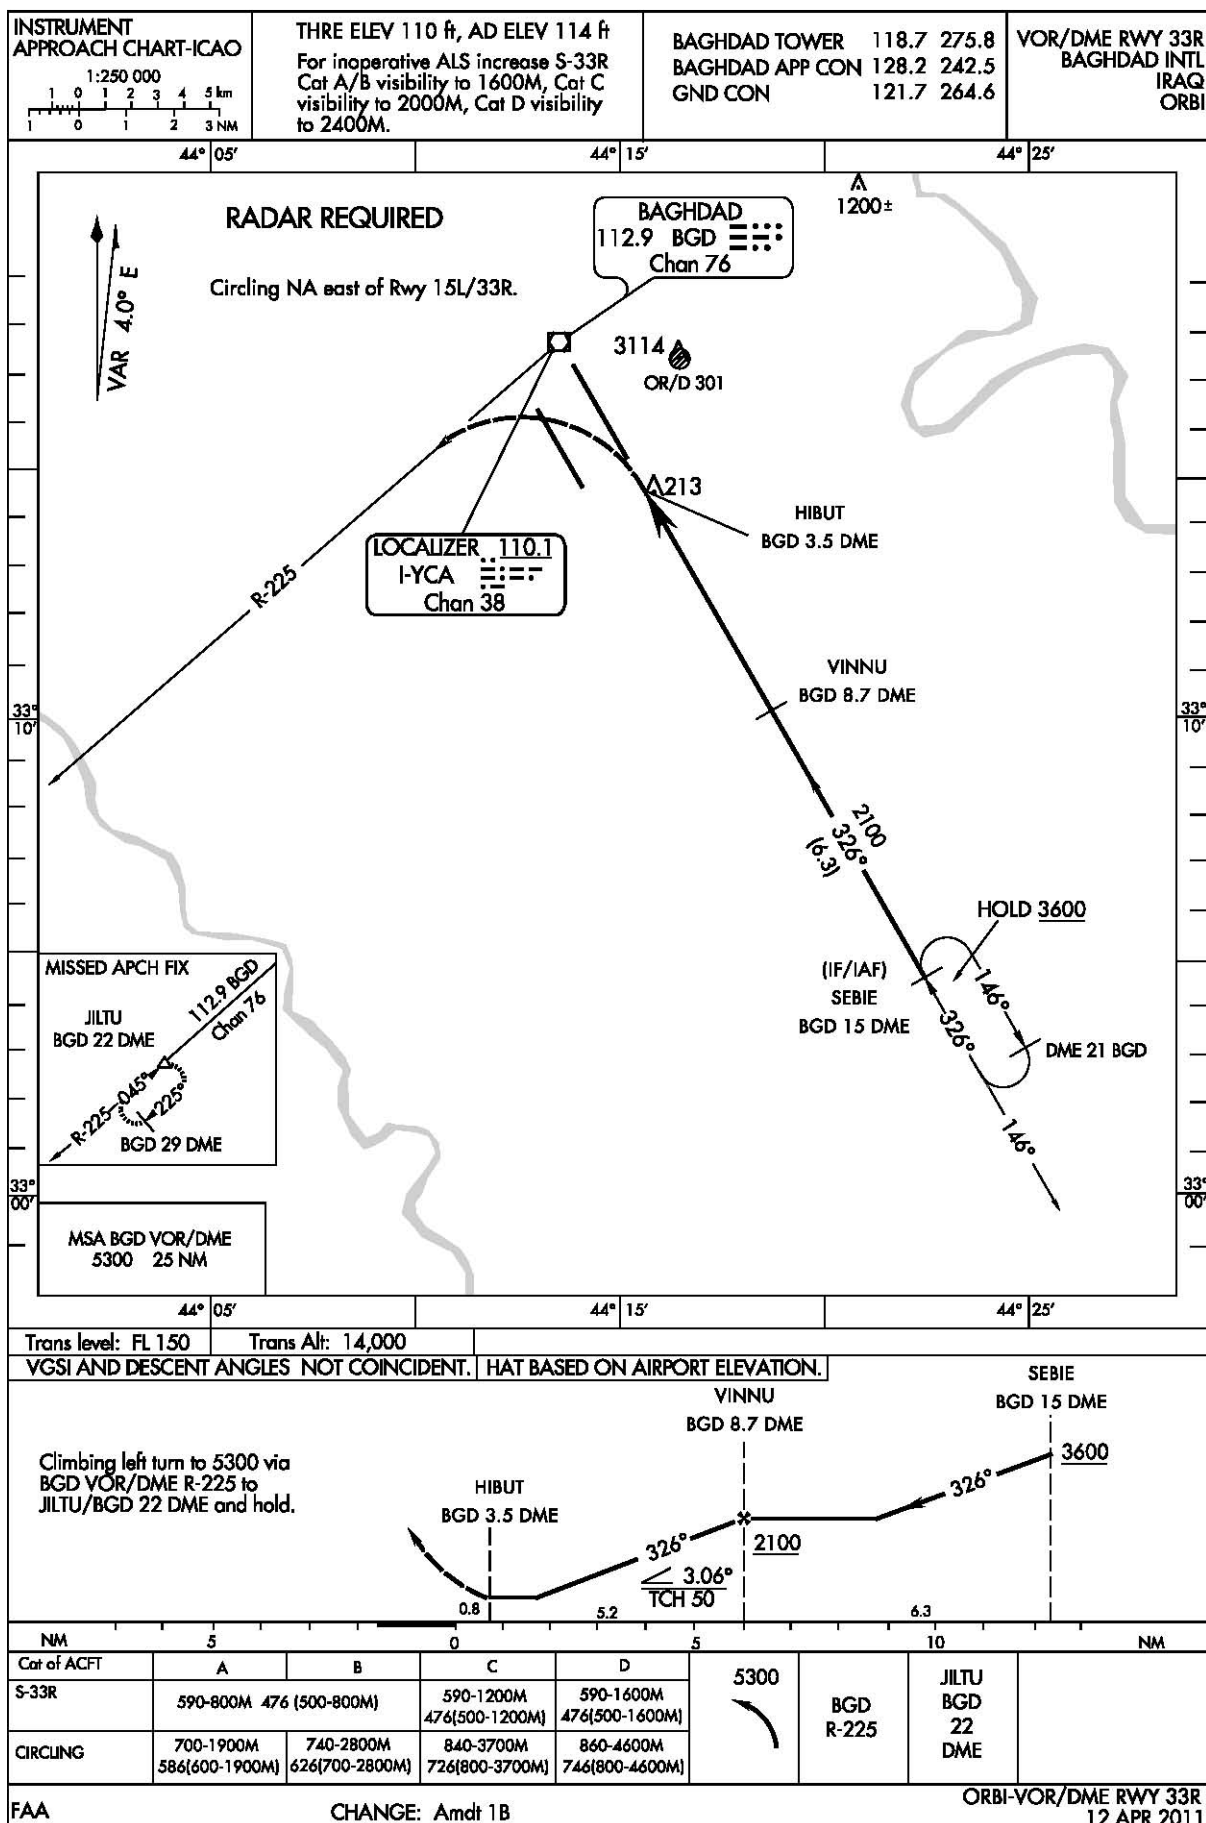 INSTRUMENT
APPROACH CHART-ICAO
1:250 000
1 0 1 2 3 4 5 km
1 0 1 2 3 NM
THRE ELEV 110 ft, AD ELEV 114 ft
For inoperative ALS increase S-33R
Cat A/B visibility to 1600M, Cat C
visibility to 2000M, Cat D visibility
to 2400M.
BAGHDAD TOWER 118.7 275.8
BAGHDAD APP CON 128.2 242.5
GND CON 121.7 264.6
VOR/DME RWY 33R
BAGHDAD INTL
IRAQ
ORBI
44° 05'
44° 15'
44° 25'
RADAR REQUIRED
Circling NA east of Rwy 15L/33R.
VAR 4.0° E
BAGHDAD
112.9 BGD
Chan 76
1200±
3114
OR/D 301
213
HIBUT
BGD 3.5 DME
LOCALIZER 110.1
I-YCA
Chan 38
R-225
VINNU
BGD 8.7 DME
33°
10'
33°
10'
2100
326°
(6.3)
HOLD 3600
(IF/IAF)
SEBIE
BGD 15 DME
146°
326°
DME 21 BGD
146°
MISSED APCH FIX
112.9 BGD
Chan 76
JILTU
BGD 22 DME
R-225
045°
225°
BGD 29 DME
33°
00'
33°
00'
MSA BGD VOR/DME
5300 25 NM
44° 05'
44° 15'
44° 25'
Trans level: FL 150
Trans Alt: 14,000
VGSI AND DESCENT ANGLES NOT COINCIDENT.
HAT BASED ON AIRPORT ELEVATION.
SEBIE
BGD 15 DME
VINNU
BGD 8.7 DME
Climbing left turn to 5300 via
BGD VOR/DME R-225 to
JILTU/BGD 22 DME and hold.
HIBUT
BGD 3.5 DME
3600
326°
2100
326°
3.06°
TCH 50
0.8
5.2
6.3
NM 5 0 5 10 NM
Cat of ACFT A B C D
S-33R
590-800M 476 (500-800M)
590-1200M
476(500-1200M)
590-1600M
476(500-1600M)
CIRCLING
700-1900M
586(600-1900M)
740-2800M
626(700-2800M)
840-3700M
726(800-3700M)
860-4600M
746(800-4600M)
5300
BGD
R-225
JILTU
BGD
22
DME
FAA
CHANGE: Amdt 1B
ORBI-VOR/DME RWY 33R
12 APR 2011